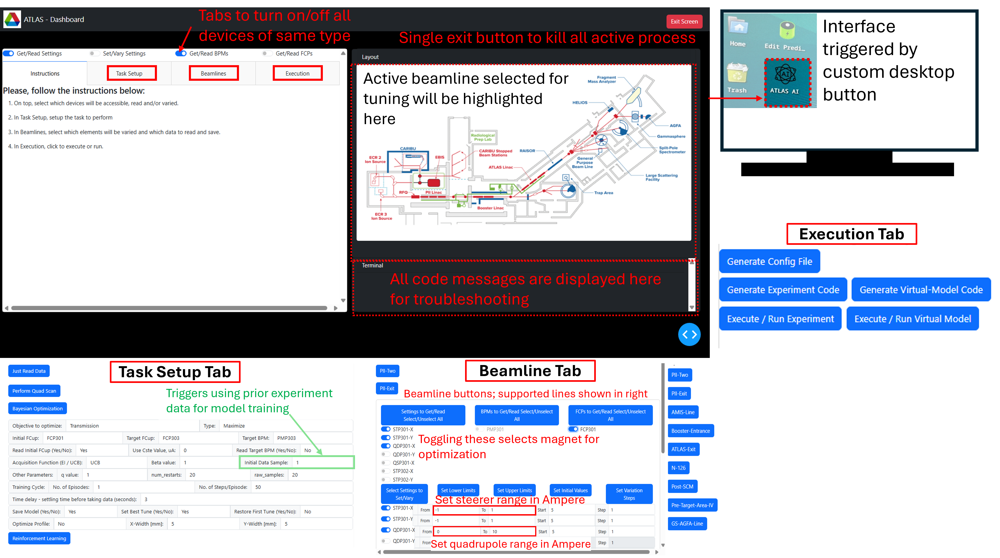 ATLAS - Dashboard
Tabs to turn on/off all
devices of same type
Exit Screen
Single exit button to kill all active process
Get/Read Settings
Set/Vary Settings
Get/Read BPMs
Get/Read FCPs
Instructions
Task Setup
Beamlines
Execution
Please, follow the instructions below:
1. On top, select which devices will be accessible, read and/or varied.
2. In Task Setup, setup the task to perform
3. In Beamlines, select which elements will be varied and which data to read and save.
4. In Execution, click to execute or run.
Layout
Active beamline selected for
tuning will be highlighted
here
Fragment
Mass Analyzer
HELIOS
AGFA
Gammasphere
Split-Pole
Spectrometer
Radiological
Prep Lab
CARIBU
CARIBU Stopped
Beam Stations
RAISOR
ECR 2
Ion Source
EBIS
General
Purpose
Beam Line
ATLAS Linac
Large Scattering
Facility
RFQ
PII Linac
Trap Area
Booster Linac
ECR 3
Ion Source
Terminal
All code messages are displayed here
for troubleshooting
Home
Edit Predi...
Trash
AI
ATLAS AI
Interface
triggered by
custom desktop
button
Execution Tab
Generate Config File
Generate Experiment Code
Generate Virtual-Model Code
Execute / Run Experiment
Execute / Run Virtual Model
Task Setup Tab
Just Read Data
Perform Quad Scan
Bayesian Optimization
Triggers using prior experiment
data for model training
Objective to optimize: Transmission Type: Maximize
Initial FCup: FCP301 Target FCup: FCP303 Target BPM: PMP303
Read Initial FCup (Yes/No): Yes Use Cste Value, uA: 0 Read Target BPM (Yes/No): No
Acquisition Function (EI / UCB): UCB Beta value: 1 Initial Data Sample: 1
Other Parameters: q value: 1 num_restarts: 20 raw_samples: 20
Training Cycle: No. of Episodes: 1 No. of Steps/Episode: 50
Time delay - settling time before taking data (seconds): 3
Save Model (Yes/No): Yes Set Best Tune (Yes/No): Yes Restore First Tune (Yes/No): No
Optimize Profile: No X-Width [mm]: 5 Y-Width [mm]: 5
Reinforcement Learning
Beamline Tab
PII-Two
PII-Exit
Beamline buttons; supported lines shown in right
Settings to Get/Read
Select/Unselect All
BPMs to Get/Read Select/Unselect
All
FCPs to Get/Read Select/Unselect
All
STP301-X
PMP301
FCP301
STP301-Y
QDP301-X
QDP301-Y
QSP301-X
STP302-X
STP302-Y
Toggling these selects magnet for
optimization
Select Settings to
Set/Vary
Set Lower Limits
Set Upper Limits
Set Initial Values
Set Variation
Steps
Set steerer range in Ampere
STP301-X From -1 To 1 Start 5 Step 1
STP301-Y From -1 To 1 Start 5 Step 1
QDP301-X From 0 To 10 Start 5 Step 1
QDP301-Y From Step 1
Set quadrupole range in Ampere
PII-Two
PII-Exit
AMIS-Line
Booster-Entrance
ATLAS-Exit
N-126
Post-SCM
Pre-Target-Area-IV
GS-AGFA-Line